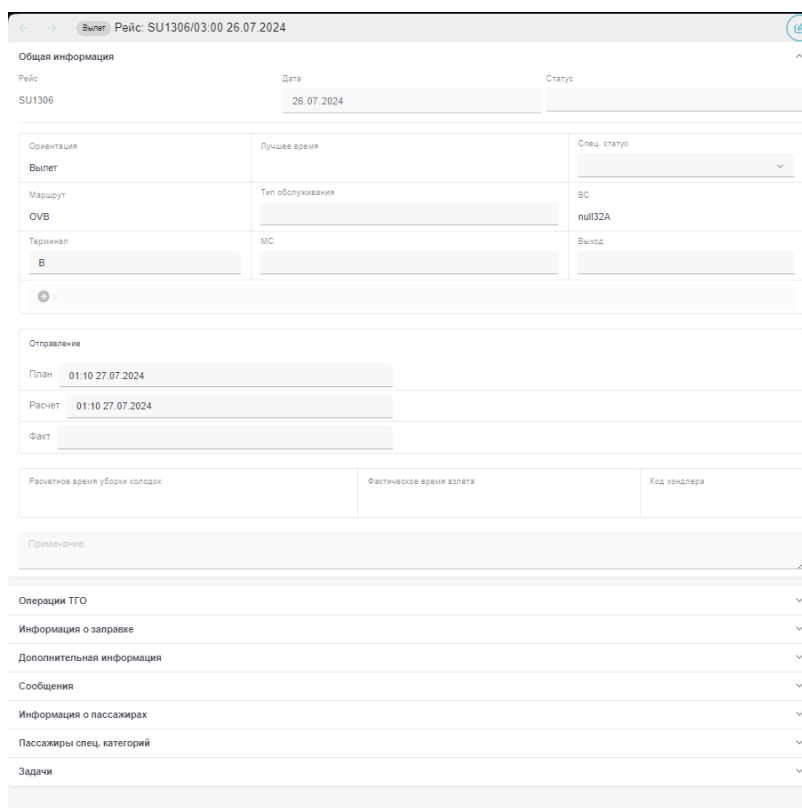 Вылет Рейс: SU1306/03:00 26.07.2024
Общая информация
Рейс Дата Статус
SU1306 26.07.2024
Ориентация Лучшее время Спец. статус
Вылет
Маршрут Тип обслуживания ВС
OVB null32A
Терминал МС Выход
B
-
Отправление
План 01:10 27.07.2024
Расчет 01:10 27.07.2024
Факт
Расчетное время уборки колодок Фактическое время взлёта Код хандлера
Примечание
Операции ТГО
Информация о заправке
Дополнительная информация
Сообщения
Информация о пассажирах
Пассажиры спец. категорий
Задачи